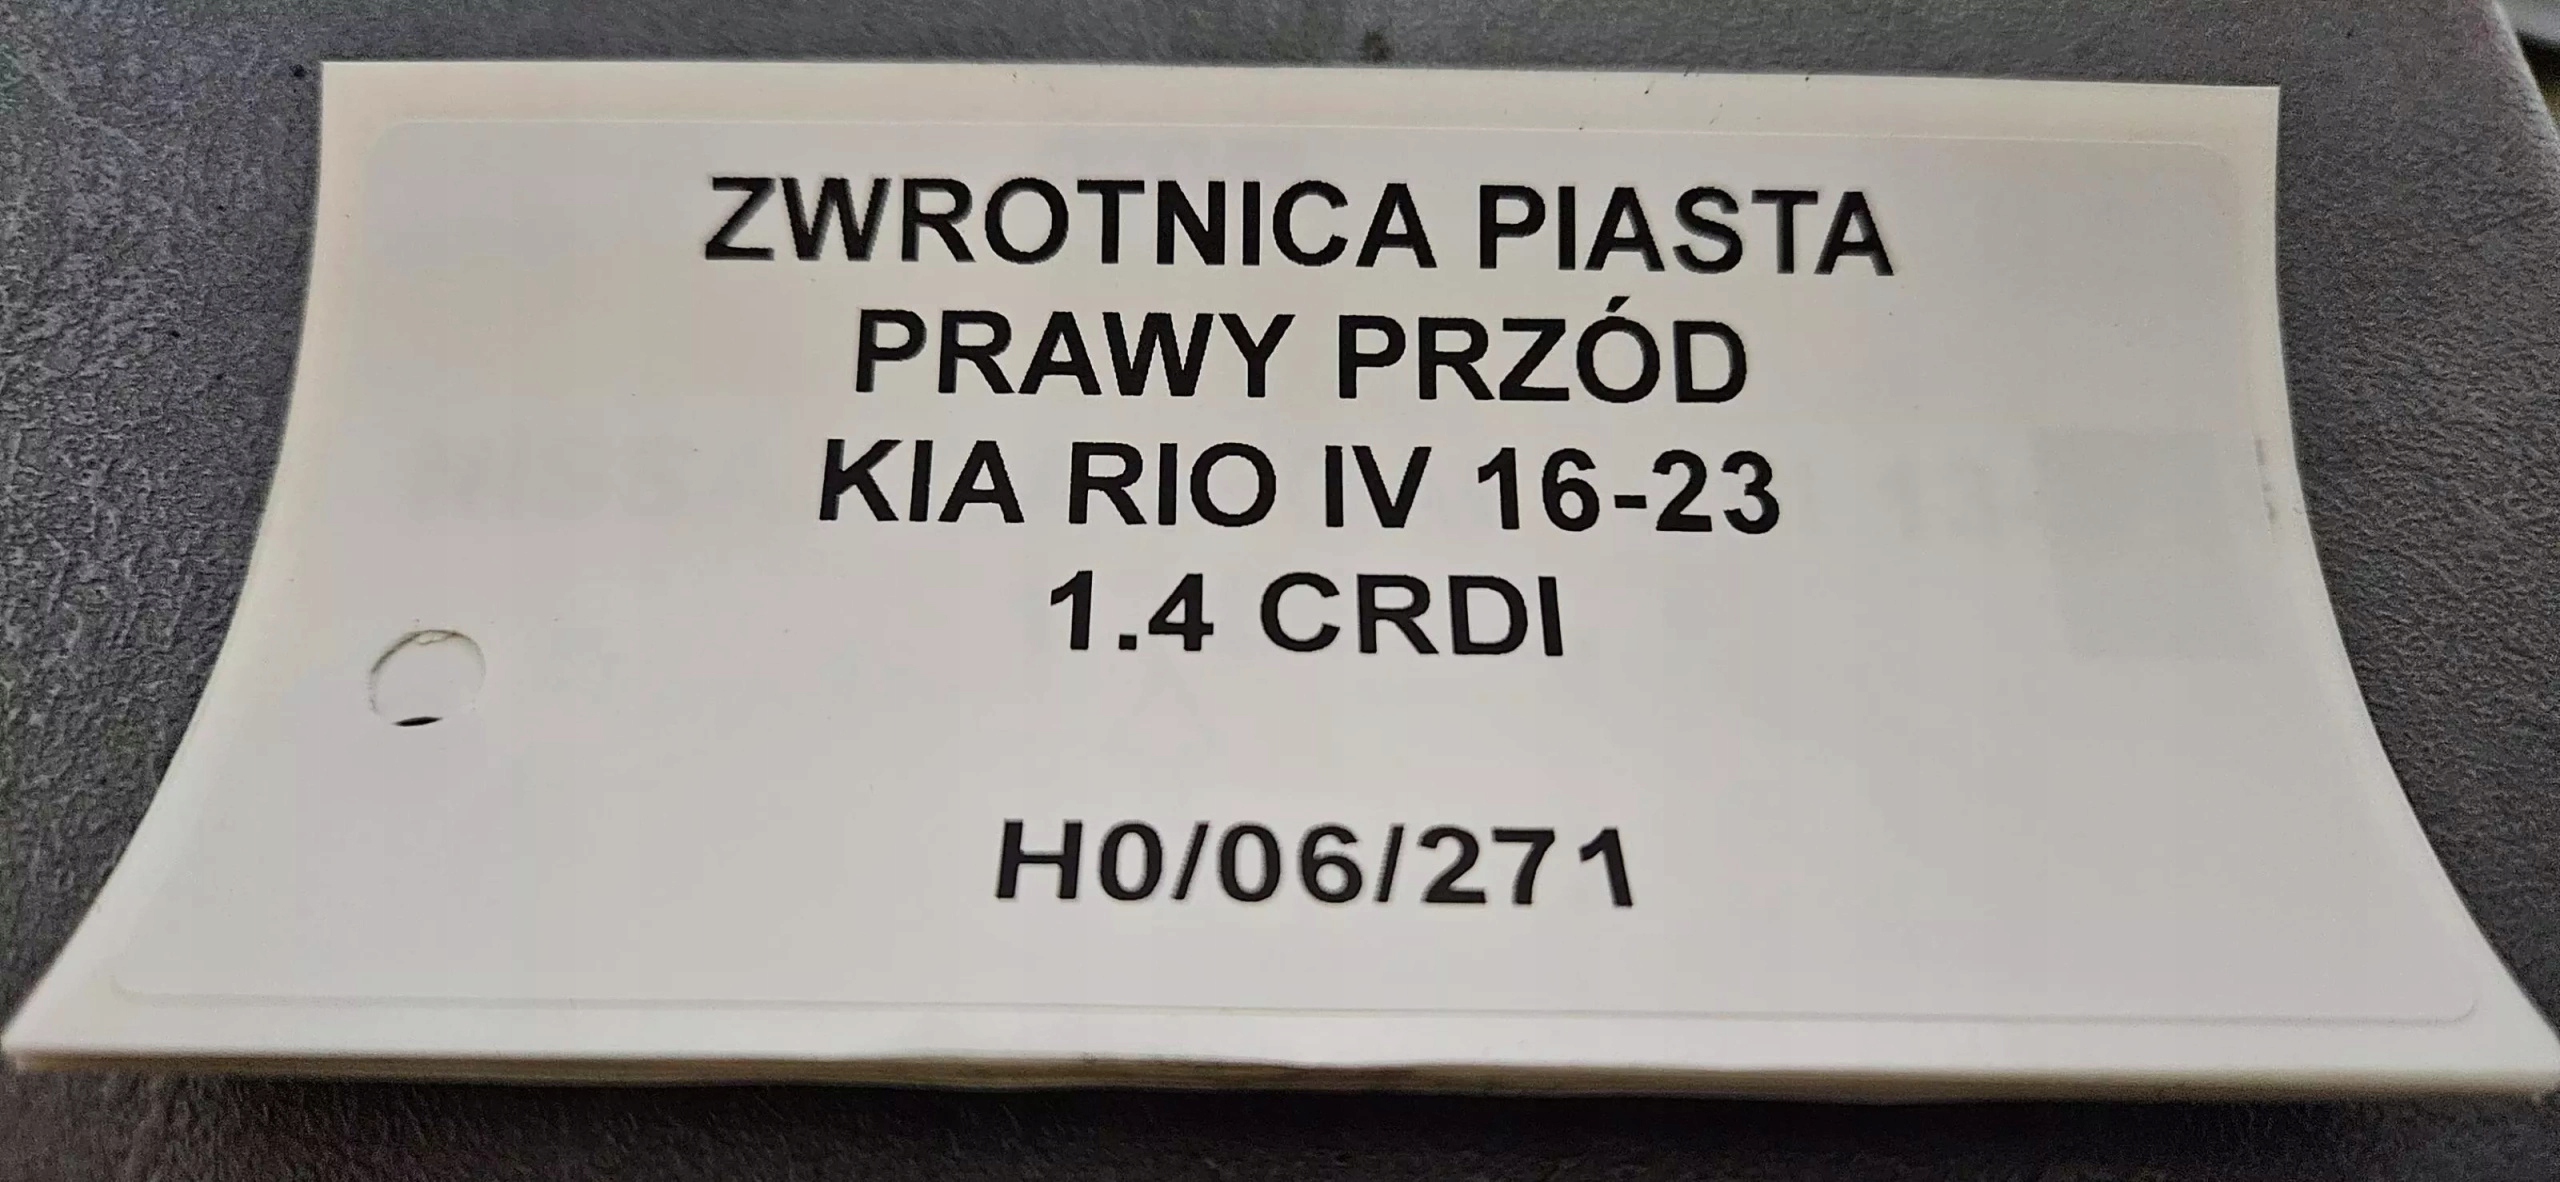 ZWROTNICA PIASTA
PRAWY PRZÓD
KIA RIO IV 16-23
1.4 CRDI
H0/06/271